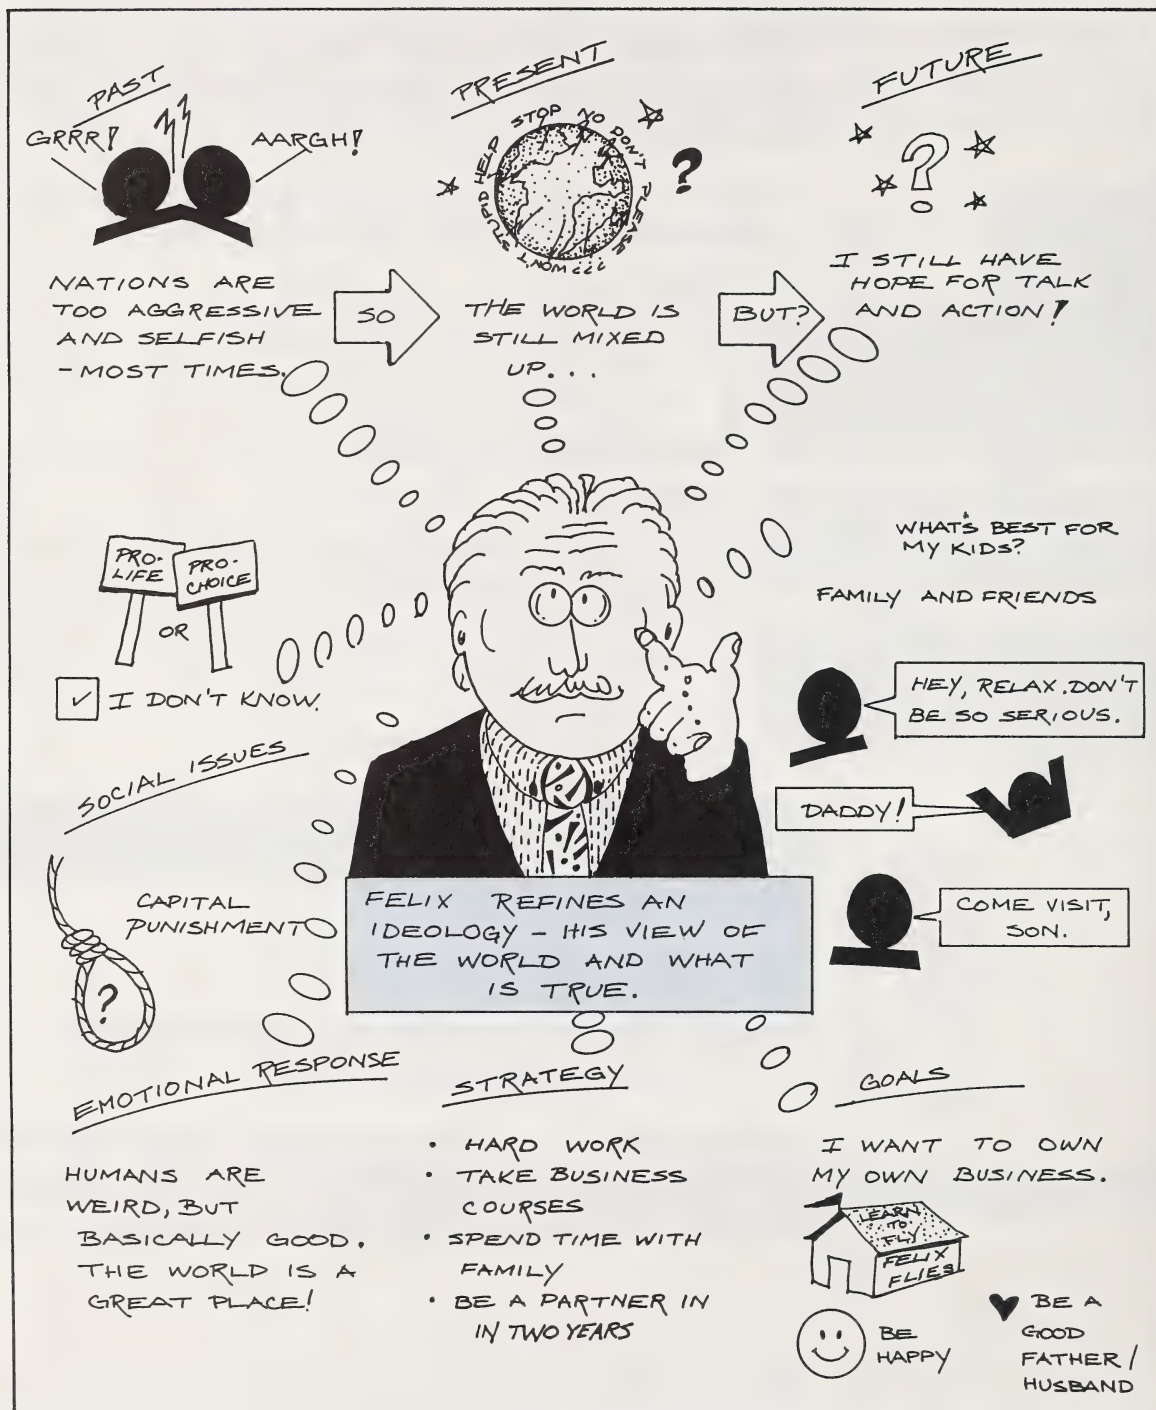 PAST
GRRR!
AARGH!
NATIONS ARE
TOO AGGRESSIVE
AND SELFISH
- MOST TIMES.
SO
PRESENT
STUPID HELP STOP YO DON'T PLEASE ??? WON'T
?
THE WORLD IS
STILL MIXED
UP...
BUT?
FUTURE
?
I STILL HAVE
HOPE FOR TALK
AND ACTION!
PRO-
LIFE
PRO-
CHOICE
OR
✓ I DON'T KNOW.
SOCIAL ISSUES
CAPITAL
PUNISHMENT
?
WHAT'S BEST FOR
MY KIDS?
FAMILY AND FRIENDS
HEY, RELAX. DON'T
BE SO SERIOUS.
DADDY!
COME VISIT,
SON.
FELIX REFINES AN
IDEOLOGY - HIS VIEW OF
THE WORLD AND WHAT
IS TRUE.
EMOTIONAL RESPONSE
HUMANS ARE
WEIRD, BUT
BASICALLY GOOD.
THE WORLD IS A
GREAT PLACE!
STRATEGY
• HARD WORK
• TAKE BUSINESS
COURSES
• SPEND TIME WITH
FAMILY
• BE A PARTNER IN
IN TWO YEARS
GOALS
I WANT TO OWN
MY OWN BUSINESS.
LEARN
TO
FLY
FELIX
FLIES
BE
HAPPY
BE A
GOOD
FATHER/
HUSBAND